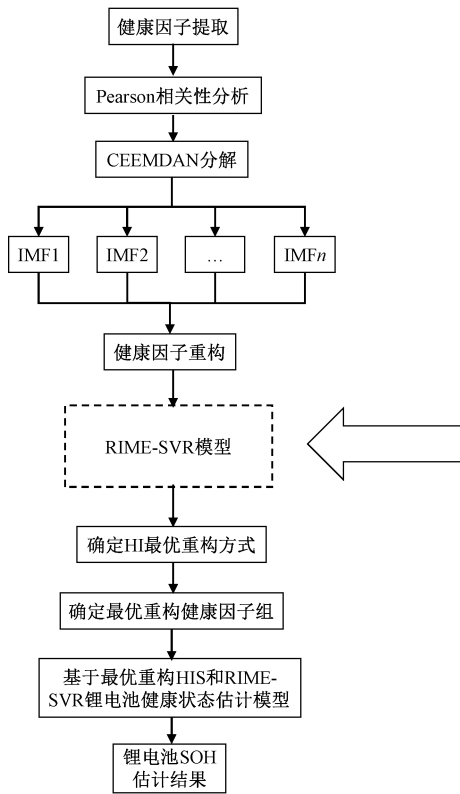 健康因子提取
Pearson相关性分析
CEEMDAN分解
IMF1
IMF2
...
IMFn
健康因子重构
RIME-SVR模型
确定HI最优重构方式
确定最优重构健康因子组
基于最优重构HIS和RIME-
SVR锂电池健康状态估计模型
锂电池SOH
估计结果